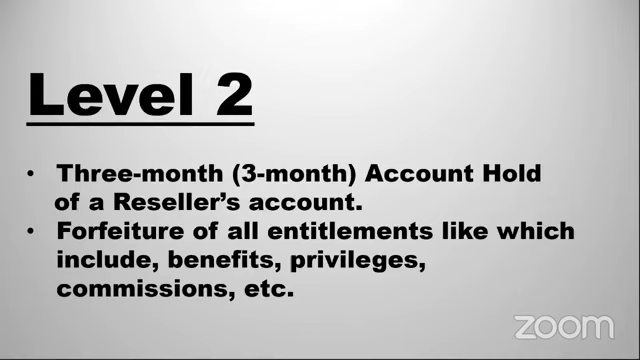 Level 2
• Three-month (3-month) Account Hold
of a Reseller’s account.
• Forfeiture of all entitlements like which
include, benefits, privileges,
commissions, etc.
zoom